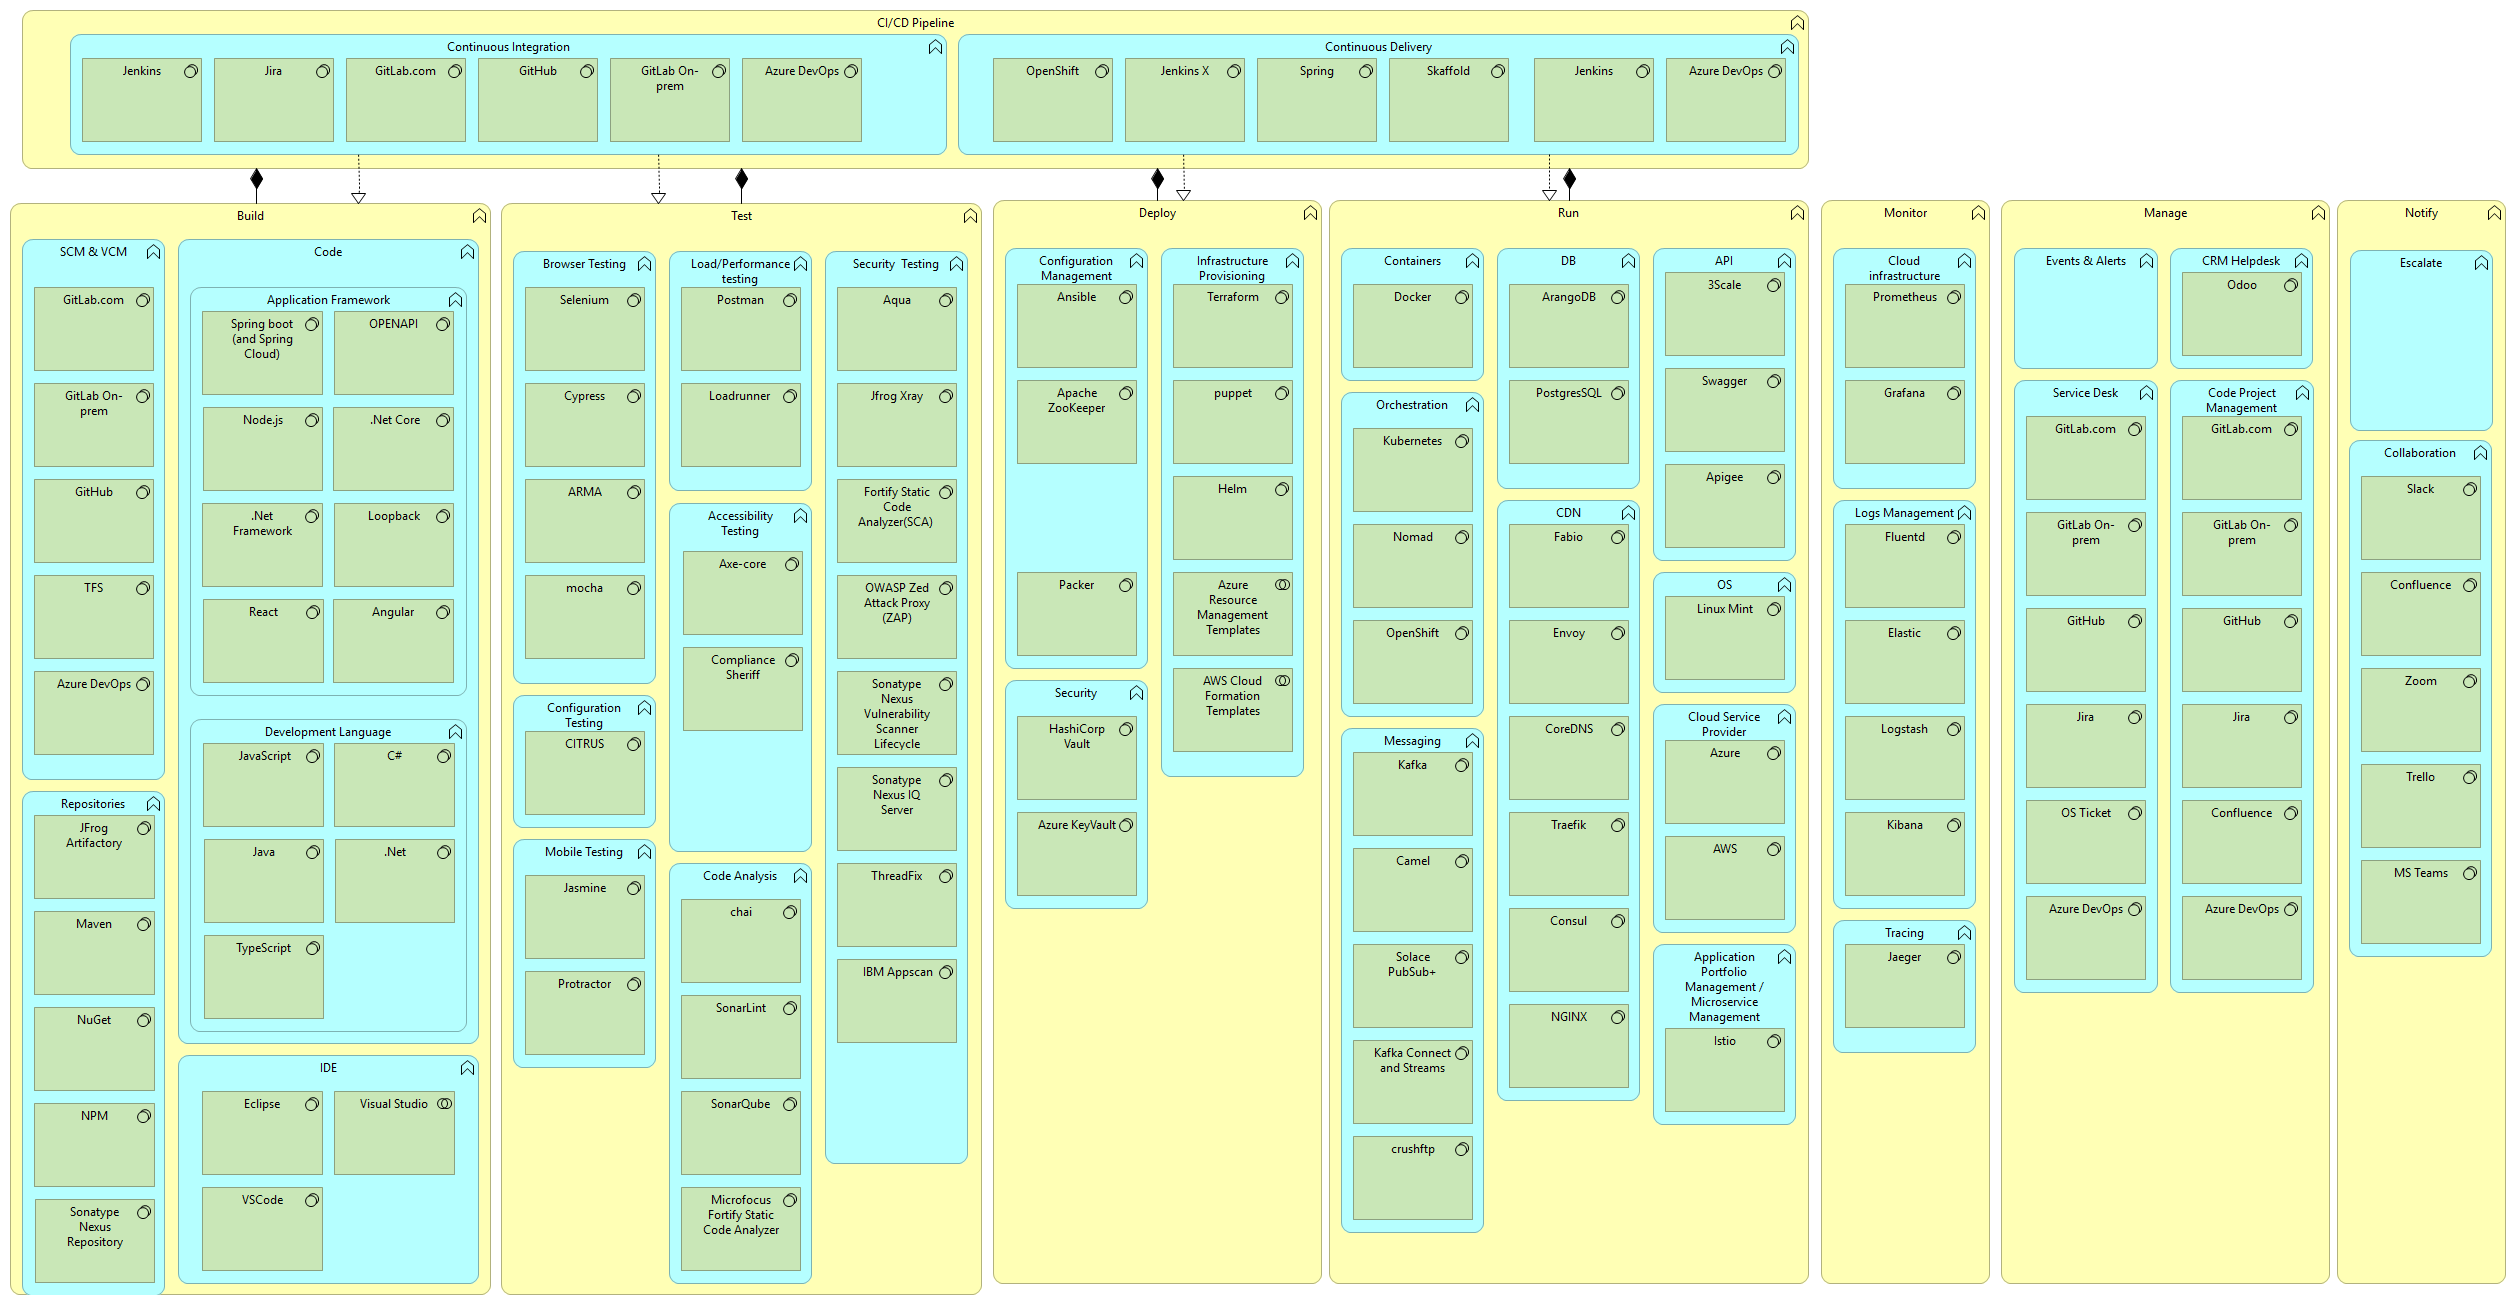 CI/CD Pipeline
Continuous Integration
Jenkins
Jira
GitLab.com
GitHub
GitLab On-
prem
Azure DevOps
Continuous Delivery
OpenShift
Jenkins X
Spring
Skaffold
Jenkins
Azure DevOps
Build
SCM & VCM
GitLab.com
GitLab On-
prem
GitHub
TFS
Azure DevOps
Repositories
JFrog
Artifactory
Maven
NuGet
NPM
Sonatype
Nexus
Repository
Code
Application Framework
Spring boot
(and Spring
Cloud)
OPENAPI
Node.js
.Net Core
.Net
Framework
Loopback
React
Angular
Development Language
JavaScript
C#
Java
.Net
TypeScript
IDE
Eclipse
Visual Studio
VSCode
Test
Browser Testing
Selenium
Cypress
ARMA
mocha
Configuration
Testing
CITRUS
Mobile Testing
Jasmine
Protractor
Load/Performance
testing
Postman
Loadrunner
Accessibility
Testing
Axe-core
Compliance
Sheriff
Code Analysis
chai
SonarLint
SonarQube
Microfocus
Fortify Static
Code Analyzer
Security  Testing
Aqua
Jfrog Xray
Fortify Static
Code
Analyzer(SCA)
OWASP Zed
Attack Proxy
(ZAP)
Sonatype
Nexus
Vulnerability
Scanner
Lifecycle
Sonatype
Nexus IQ
Server
ThreadFix
IBM Appscan
Deploy
Configuration
Management
Ansible
Apache
ZooKeeper
Packer
Security
HashiCorp
Vault
Azure KeyVault
Infrastructure
Provisioning
Terraform
puppet
Helm
Azure
Resource
Management
Templates
AWS Cloud
Formation
Templates
Run
Containers
Docker
Orchestration
Kubernetes
Nomad
OpenShift
Messaging
Kafka
Camel
Solace
PubSub+
Kafka Connect
and Streams
crushftp
DB
ArangoDB
PostgresSQL
CDN
Fabio
Envoy
CoreDNS
Traefik
Consul
NGINX
API
3Scale
Swagger
Apigee
OS
Linux Mint
Cloud Service
Provider
Azure
AWS
Application
Portfolio
Management /
Microservice
Management
Istio
Monitor
Cloud
infrastructure
Prometheus
Grafana
Logs Management
Fluentd
Elastic
Logstash
Kibana
Tracing
Jaeger
Manage
Events & Alerts
CRM Helpdesk
Odoo
Service Desk
GitLab.com
GitLab On-
prem
GitHub
Jira
OS Ticket
Azure DevOps
Code Project
Management
GitLab.com
GitLab On-
prem
GitHub
Jira
Confluence
Azure DevOps
Notify
Escalate
Collaboration
Slack
Confluence
Zoom
Trello
MS Teams